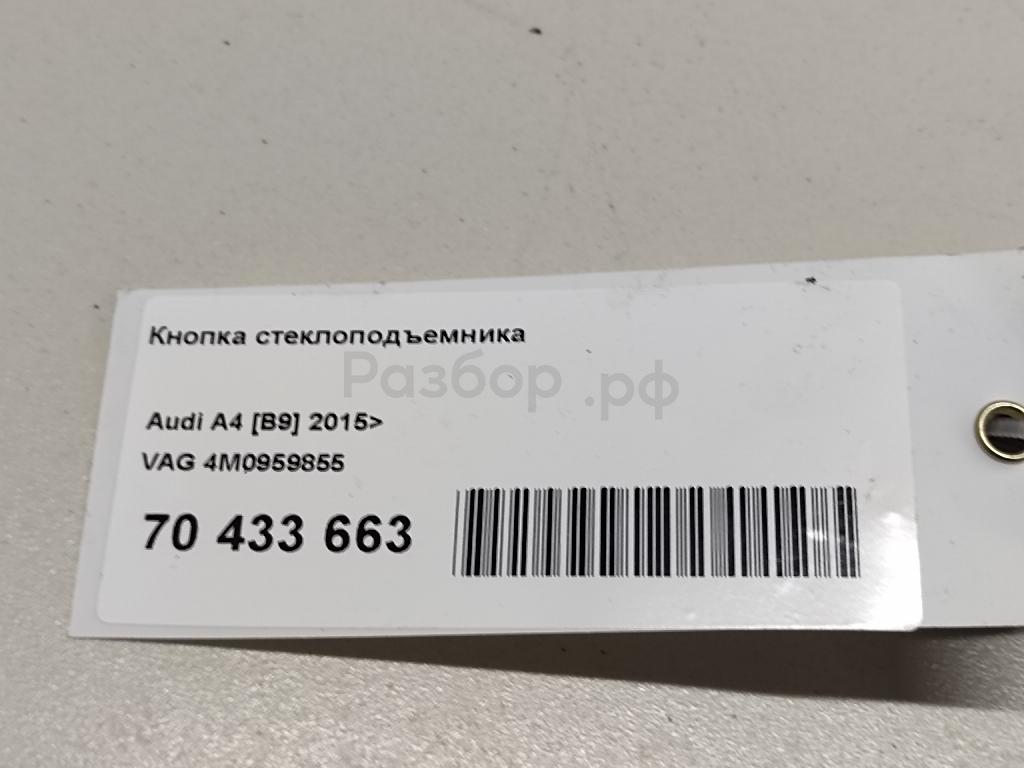 Кнопка стеклоподъемника
Разбор.рф
Audi A4 [B9] 2015>
VAG 4M0959855
70 433 663